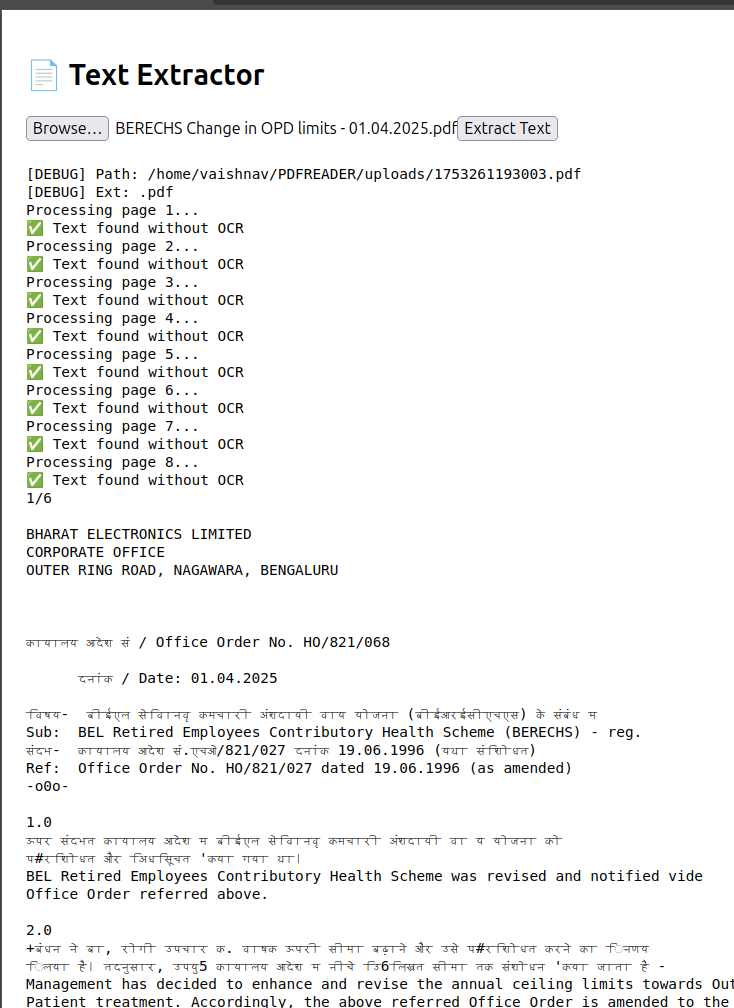 📄 Text Extractor
Browse... BERECHS Change in OPD limits - 01.04.2025.pdf Extract Text
[DEBUG] Path: /home/vaishnav/PDFREADER/uploads/1753261193003.pdf
[DEBUG] Ext: .pdf
Processing page 1...
✅ Text found without OCR
Processing page 2...
✅ Text found without OCR
Processing page 3...
✅ Text found without OCR
Processing page 4...
✅ Text found without OCR
Processing page 5...
✅ Text found without OCR
Processing page 6...
✅ Text found without OCR
Processing page 7...
✅ Text found without OCR
Processing page 8...
✅ Text found without OCR
1/6
BHARAT ELECTRONICS LIMITED
CORPORATE OFFICE
OUTER RING ROAD, NAGAWARA, BENGALURU
कायालय आदेश सं / Office Order No. HO/821/068
दनांक / Date: 01.04.2025
विषय- बीईएल सेवािनवृ कमचारी अंशदायी वाय योजना (बीईआरईसीएचएस) के संबंध म
Sub: BEL Retired Employees Contributory Health Scheme (BERECHS) - reg.
संदभ- कायालय आदेश सं.एचओ/821/027 दनांक 19.06.1996 (यथा संशोिधत)
Ref: Office Order No. HO/821/027 dated 19.06.1996 (as amended)
-o0o-
1.0
ऊपर संदभत कायालय आदेश म बीईएल सेवािनवृ कमचारी अंशदायी वा य योजना को
प#रशोिधत और अिधसूिचत 'कया गया था।
BEL Retired Employees Contributory Health Scheme was revised and notified vide
Office Order referred above.
2.0
+बंधन ने बा, रोगी उपचार क. वाषक ऊपरी सीमा बढ़ाने और उसे प#रशोिधत करने का िनणय
िलया है। तदनुसार, उपयु5 कायालय आदेश म नीचे उि6लिखत सीमा तक संशोधन 'कया जाता है -
Management has decided to enhance and revise the annual ceiling limits towards Out
Patient treatment. Accordingly, the above referred Office Order is amended to the